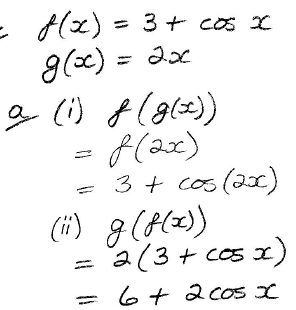 = f(x) = 3 + cos x
g(x) = 2x
a (i) f(g(x))
= f(2x)
= 3 + cos(2x)
(ii) g(f(x))
= 2(3 + cos x)
= 6 + 2cos x